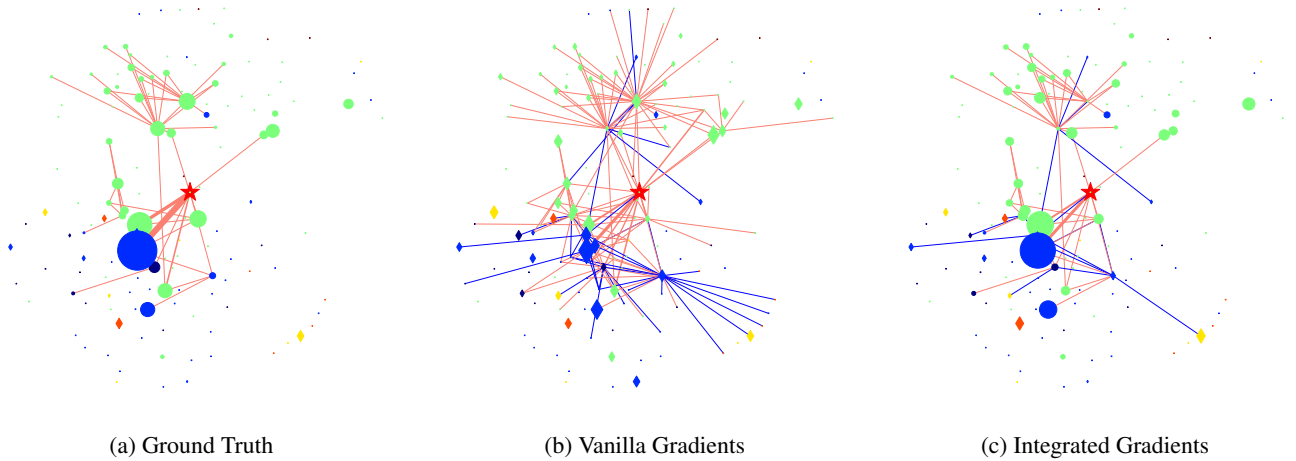 (a) Ground Truth
(b) Vanilla Gradients
(c) Integrated Gradients